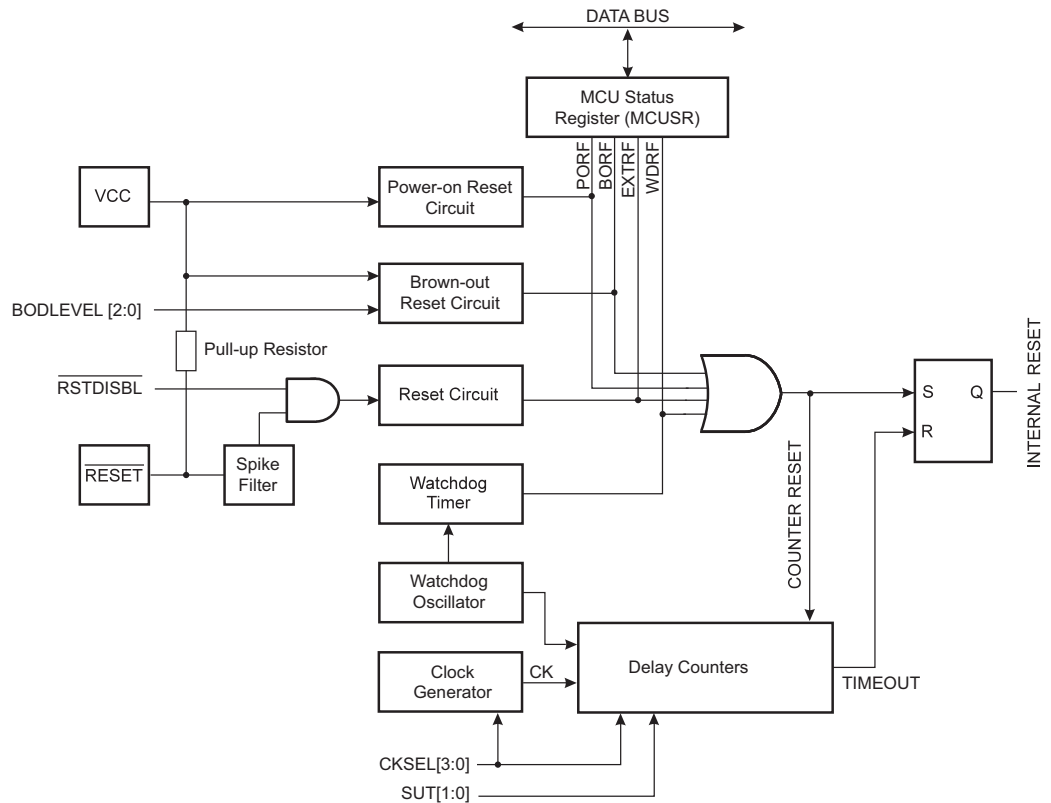 DATA BUS
MCU Status
Register (MCUSR)
PORF
BORF
EXTRF
WDRF
VCC
Power-on Reset
Circuit
Brown-out
Reset Circuit
BODLEVEL [2:0]
Pull-up Resistor
RSTDISBL
Reset Circuit
S
Q
R
INTERNAL RESET
RESET
Spike
Filter
Watchdog
Timer
COUNTER RESET
Watchdog
Oscillator
Clock
Generator
CK
Delay Counters
TIMEOUT
CKSEL[3:0]
SUT[1:0]